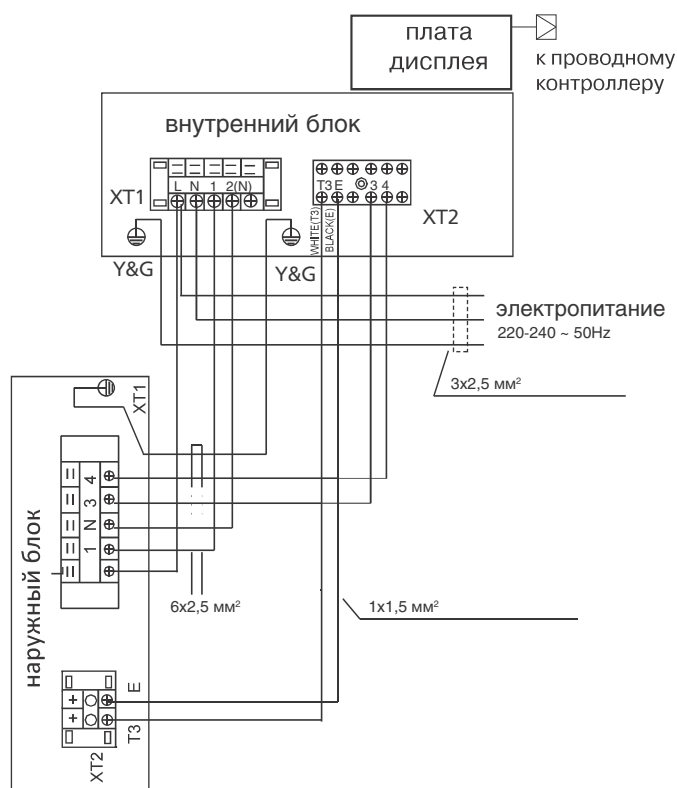 плата
дисплея
к проводному
контроллеру
внутренний блок
XT1
L N 1 2(N)
T3 E 3 4
XT2
WHITE(T3)
BLACK(E)
Y&G
Y&G
электропитание
220-240 ~ 50Hz
3x2,5 мм²
XT1
4
3
N
1
наружный блок
6x2,5 мм²
1x1,5 мм²
E
T3
XT2